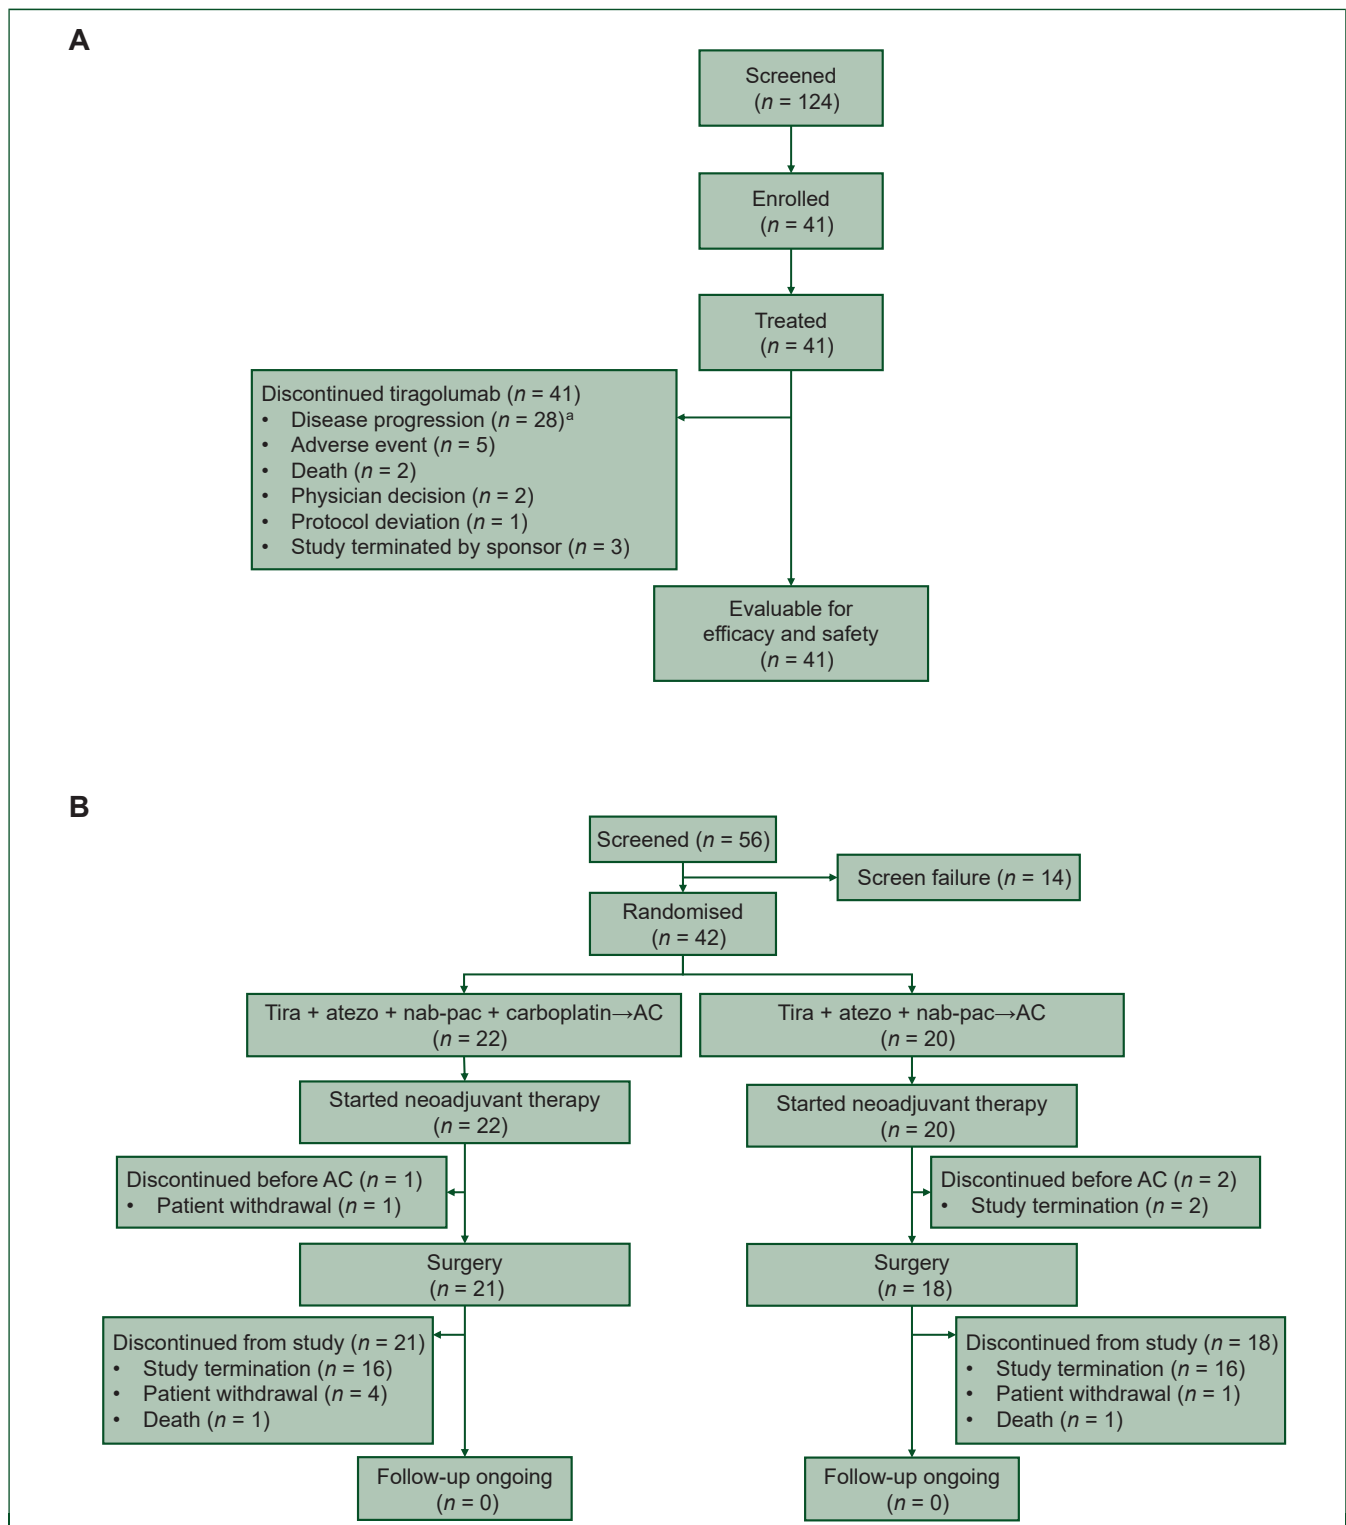 A
Screened
(n = 124)
Enrolled
(n = 41)
Treated
(n = 41)
Discontinued tiragolumab (n = 41)
• Disease progression (n = 28)ᵃ
• Adverse event (n = 5)
• Death (n = 2)
• Physician decision (n = 2)
• Protocol deviation (n = 1)
• Study terminated by sponsor (n = 3)
Evaluable for
efficacy and safety
(n = 41)
B
Screened (n = 56)
Screen failure (n = 14)
Randomised
(n = 42)
Tira + atezo + nab-pac + carboplatin→AC
(n = 22)
Tira + atezo + nab-pac→AC
(n = 20)
Started neoadjuvant therapy
(n = 22)
Started neoadjuvant therapy
(n = 20)
Discontinued before AC (n = 1)
• Patient withdrawal (n = 1)
Discontinued before AC (n = 2)
• Study termination (n = 2)
Surgery
(n = 21)
Surgery
(n = 18)
Discontinued from study (n = 21)
• Study termination (n = 16)
• Patient withdrawal (n = 4)
• Death (n = 1)
Discontinued from study (n = 18)
• Study termination (n = 16)
• Patient withdrawal (n = 1)
• Death (n = 1)
Follow-up ongoing
(n = 0)
Follow-up ongoing
(n = 0)